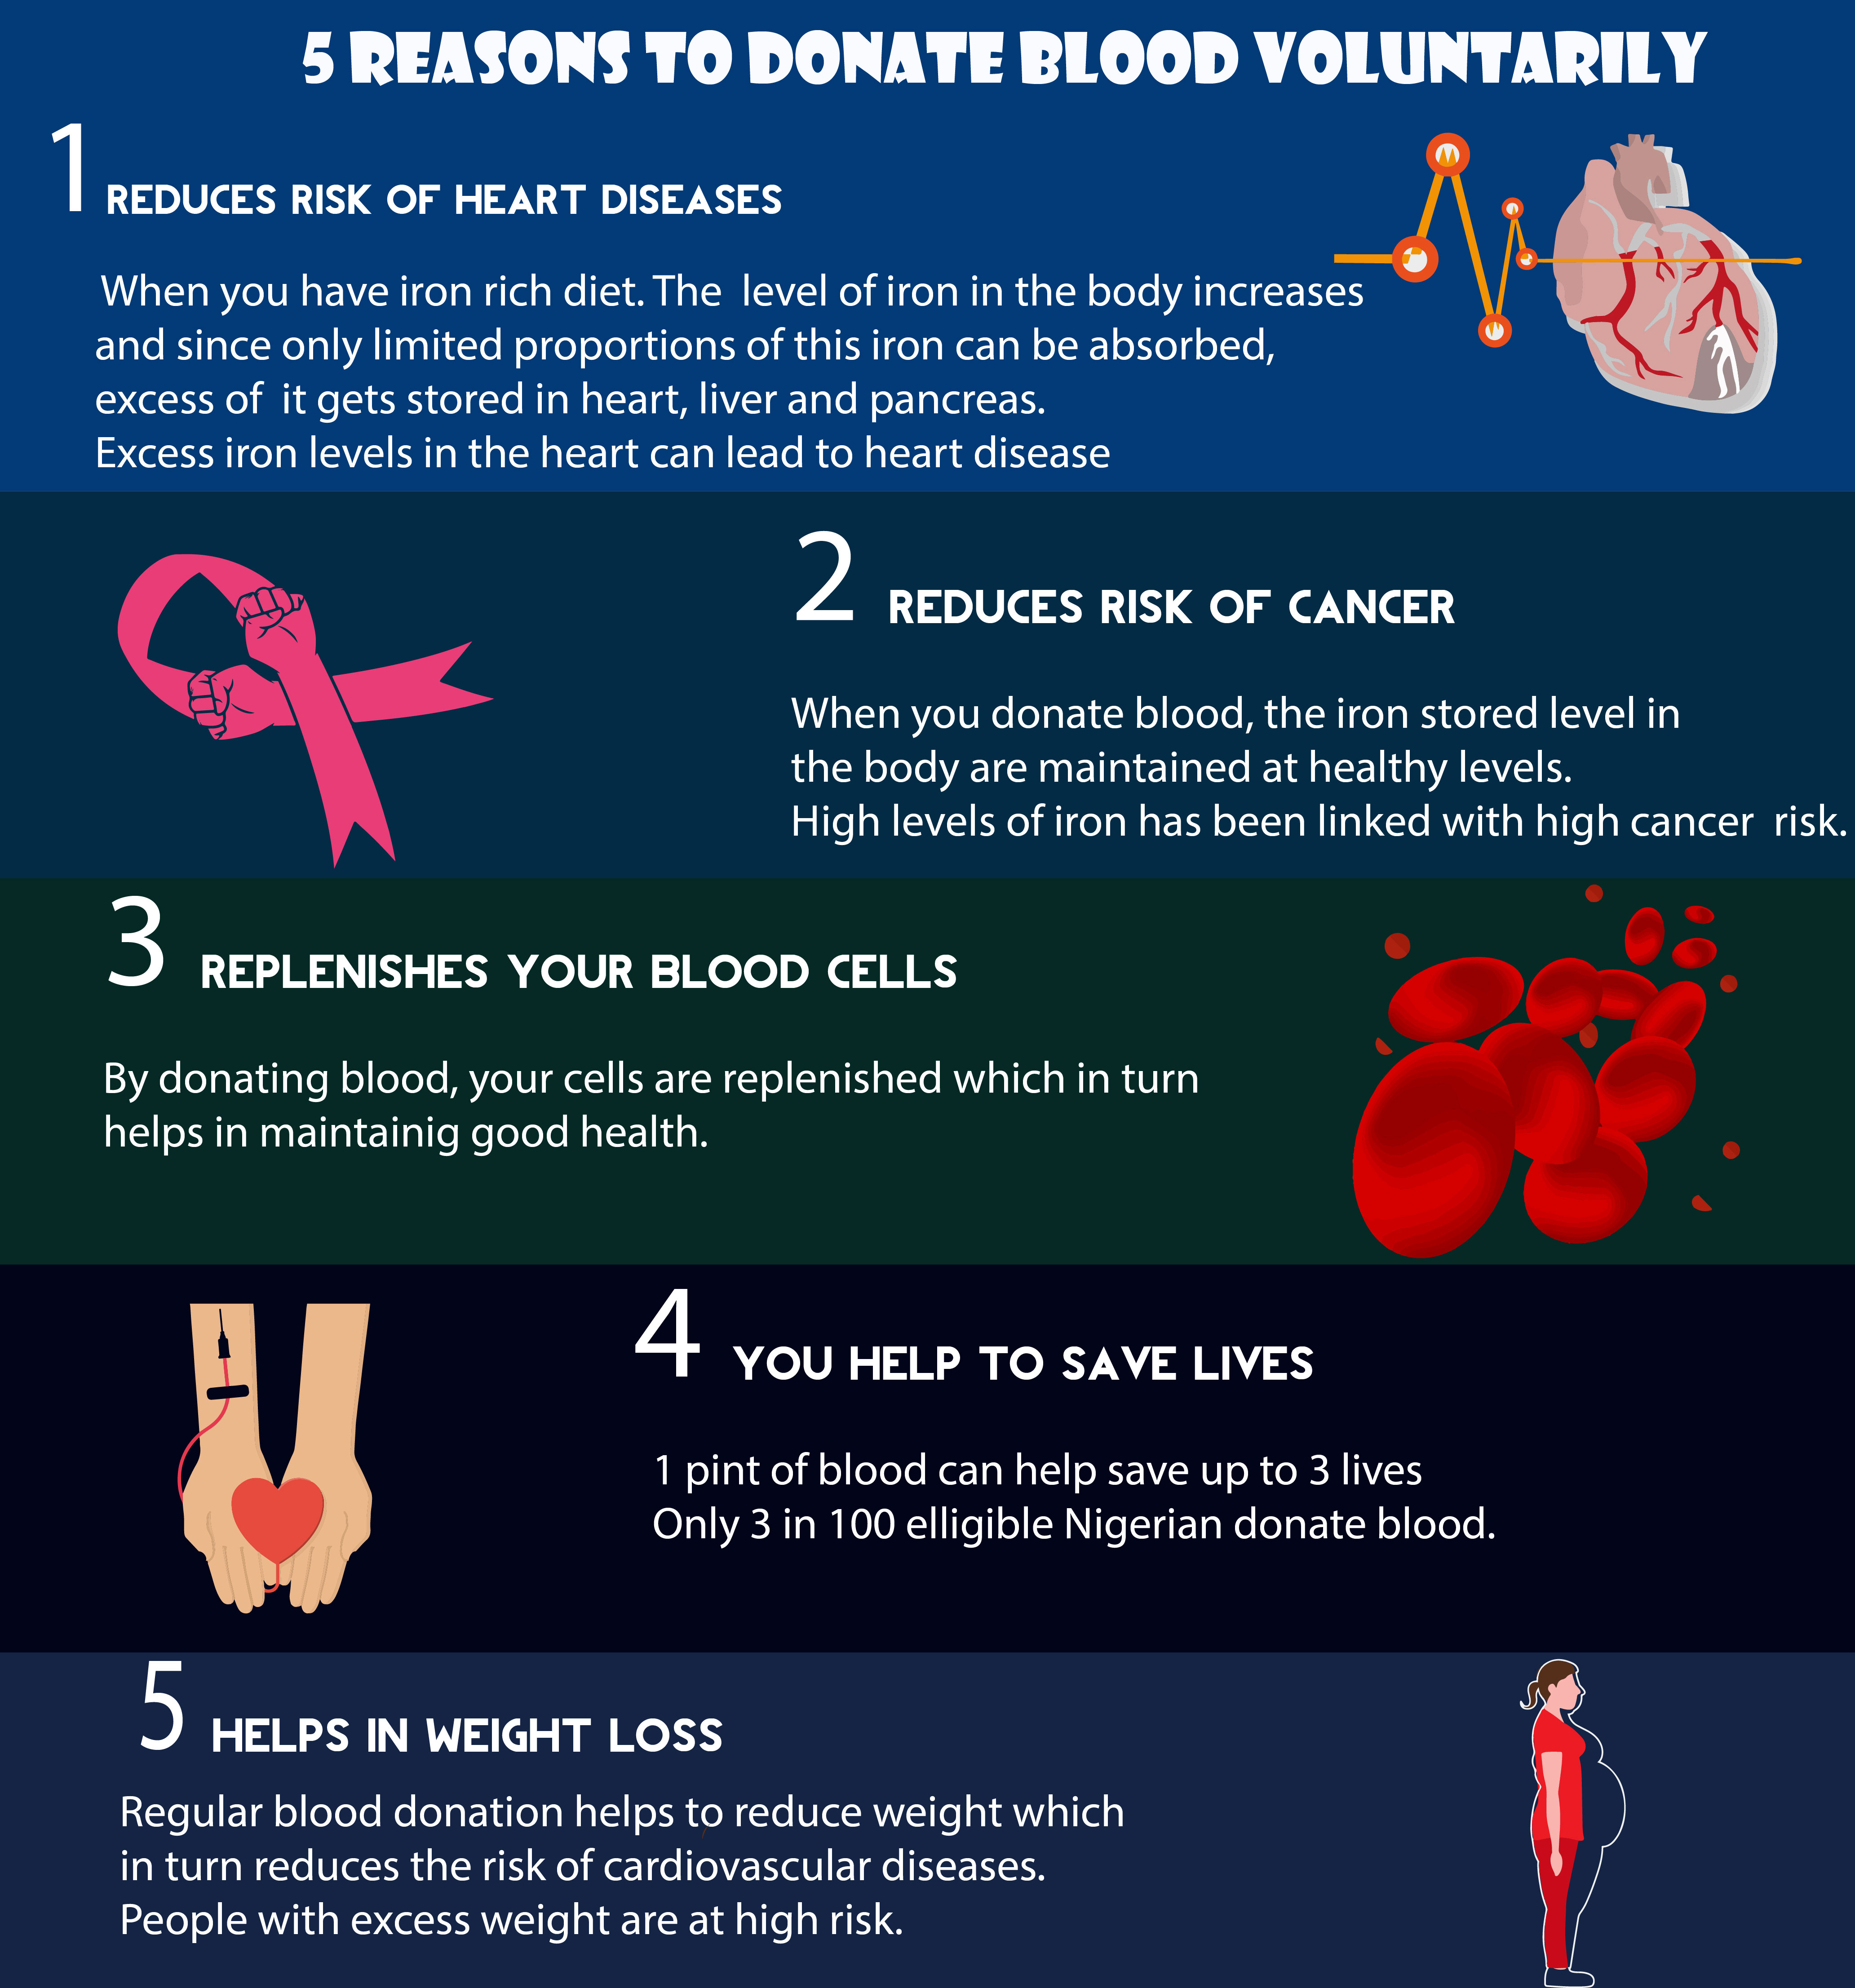 5 REASONS TO DONATE BLOOD VOLUNTARILY
1 REDUCES RISK OF HEART DISEASES
When you have iron rich diet. The level of iron in the body increases
and since only limited proportions of this iron can be absorbed,
excess of it gets stored in heart, liver and pancreas.
Excess iron levels in the heart can lead to heart disease
2 REDUCES RISK OF CANCER
When you donate blood, the iron stored level in
the body are maintained at healthy levels.
High levels of iron has been linked with high cancer risk.
3 REPLENISHES YOUR BLOOD CELLS
By donating blood, your cells are replenished which in turn
helps in maintainig good health.
4 YOU HELP TO SAVE LIVES
1 pint of blood can help save up to 3 lives
Only 3 in 100 elligible Nigerian donate blood.
5 HELPS IN WEIGHT LOSS
Regular blood donation helps to reduce weight which
in turn reduces the risk of cardiovascular diseases.
People with excess weight are at high risk.